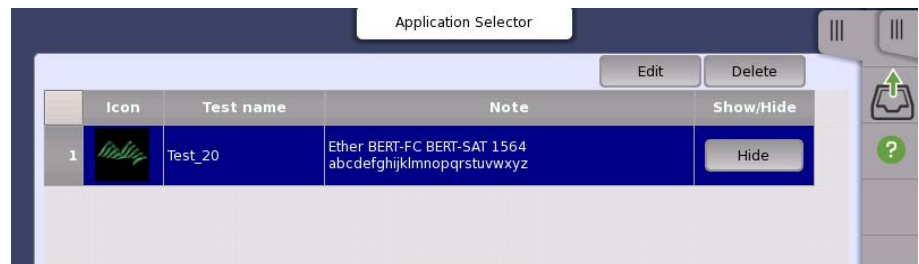 Application Selector
Edit Delete
Icon Test name Note Show/Hide
1 Test_20 Ether BERT-FC BERT-SAT 1564 Hide
abcdefghijklmnopqrstuvwxyz
?